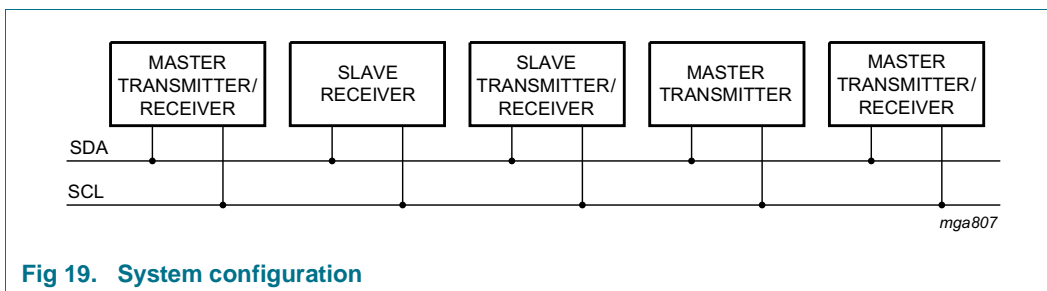 MASTER
TRANSMITTER/
RECEIVER
SLAVE
RECEIVER
SLAVE
TRANSMITTER/
RECEIVER
MASTER
TRANSMITTER
MASTER
TRANSMITTER/
RECEIVER
SDA
SCL
mga807
Fig 19. System configuration